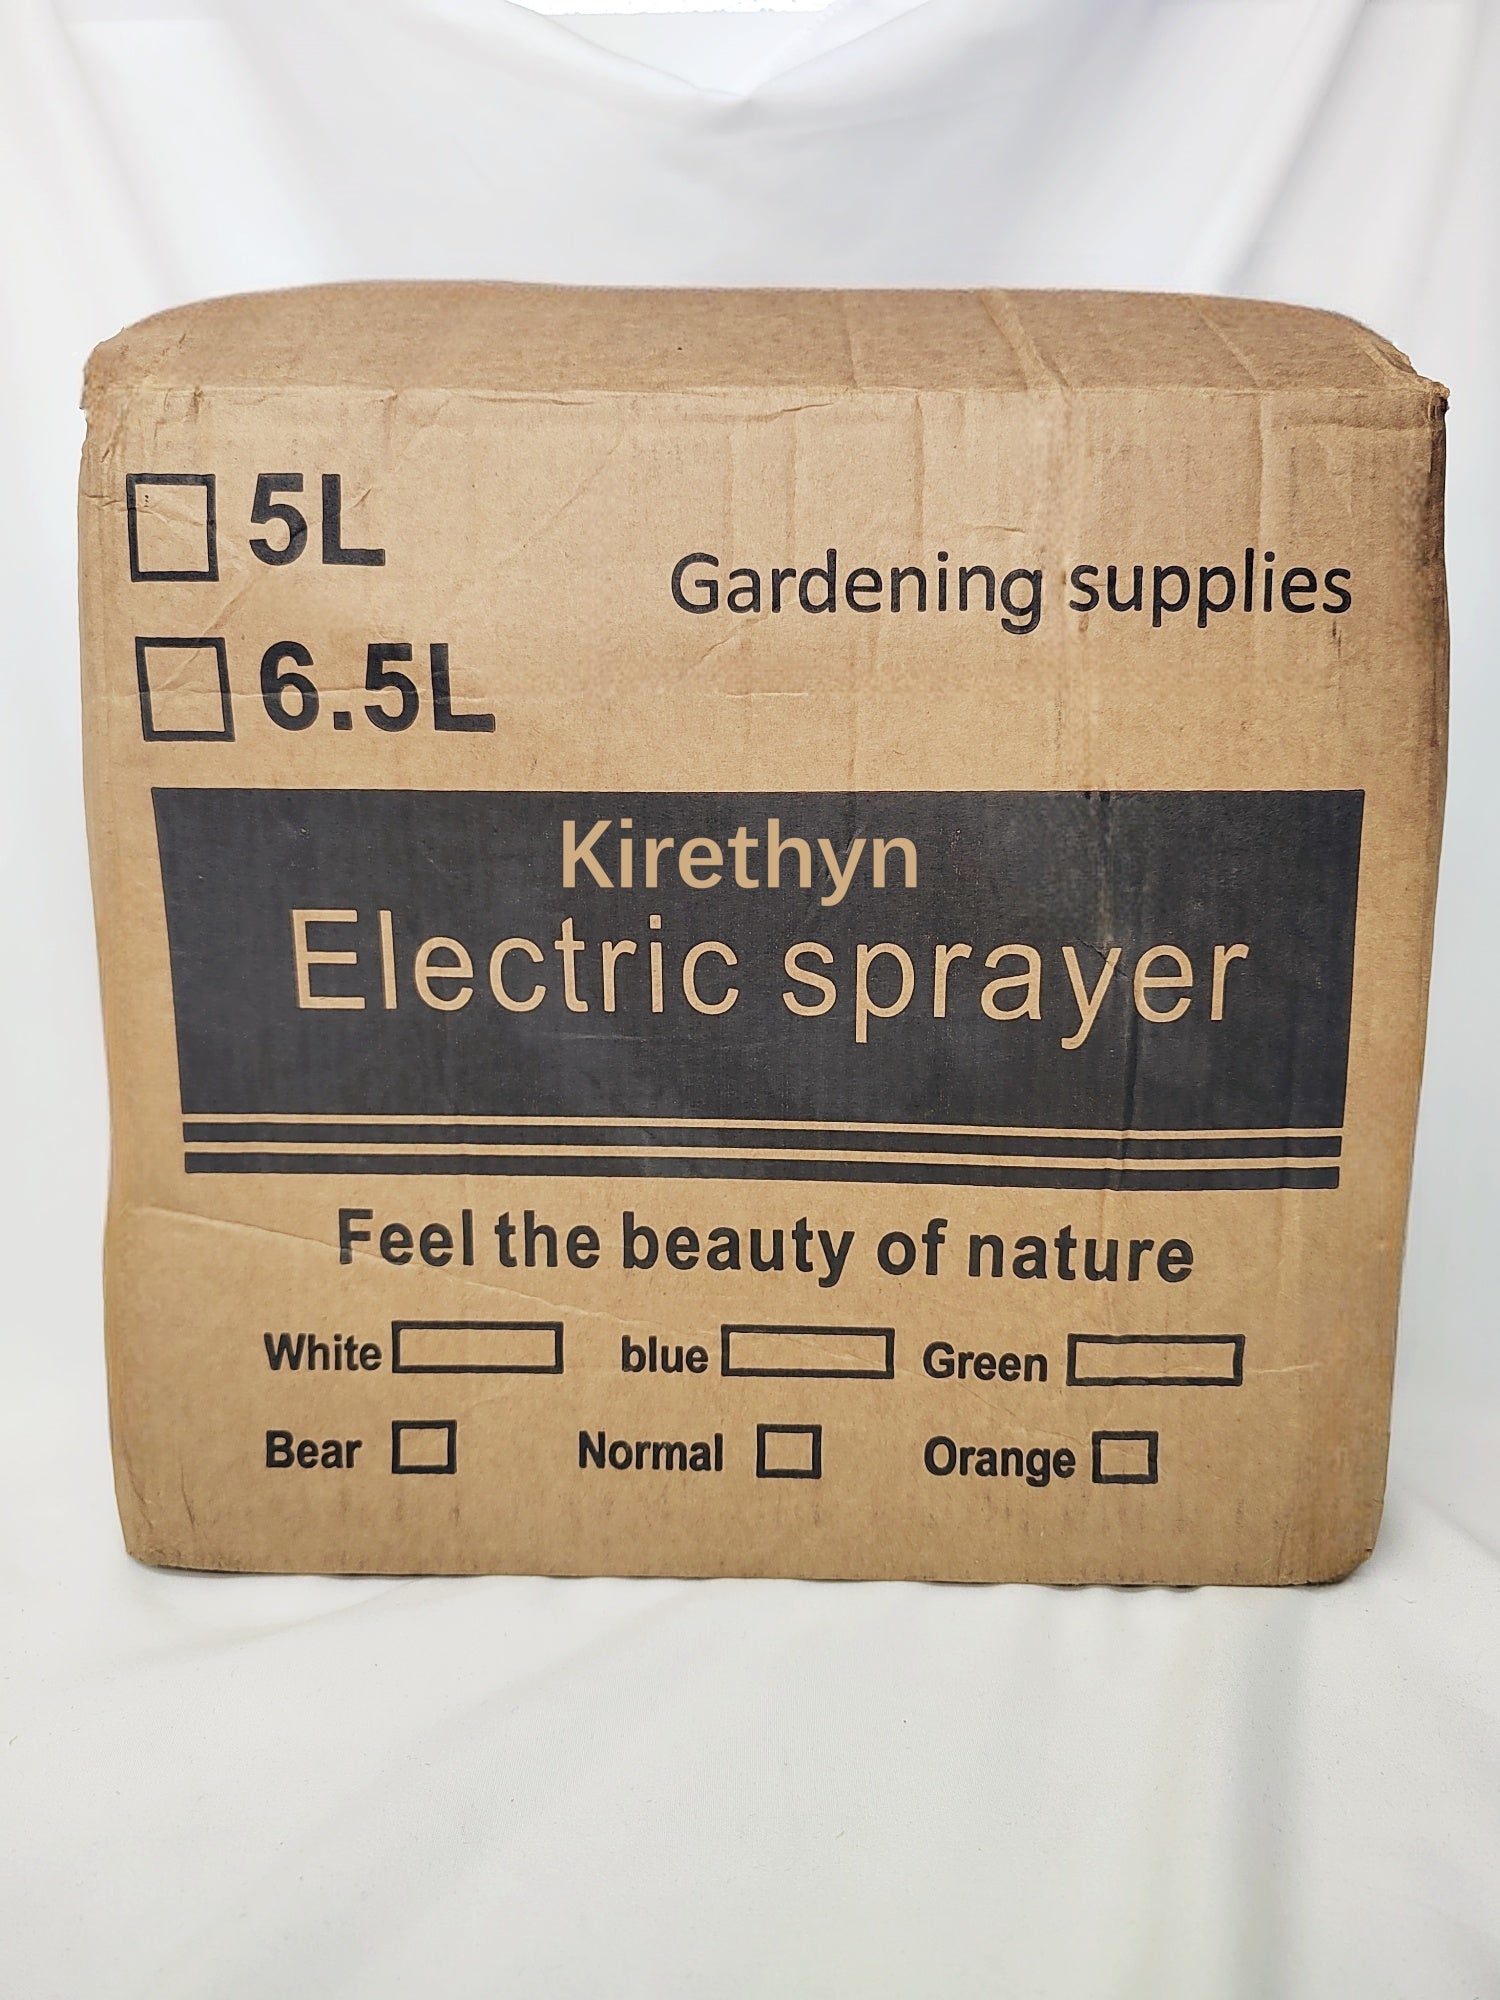 5L
Gardening supplies
6.5L
Kirethyn
Electric sprayer
Feel the beauty of nature
White blue Green
Bear Normal Orange